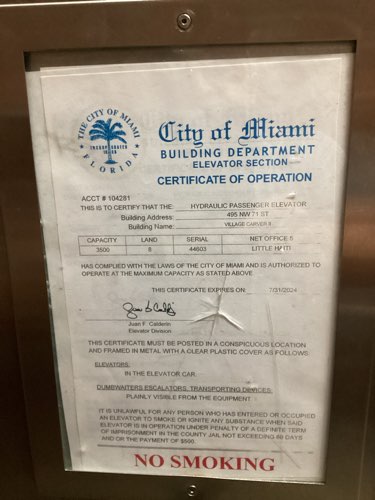 THE CITY OF MIAMI
INCORPORATED
1896
FLORIDA
City of Miami
BUILDING DEPARTMENT
ELEVATOR SECTION
CERTIFICATE OF OPERATION
ACCT # 104281
THIS IS TO CERTIFY THAT THE: HYDRAULIC PASSENGER ELEVATOR
Building Address: 495 NW 71 ST
Building Name: VILLAGE CARVER II
CAPACITY LAND SERIAL NET OFFICE 5
3500 8 44603 LITTLE HAITI
HAS COMPLIED WITH THE LAWS OF THE CITY OF MIAMI AND IS AUTHORIZED TO
OPERATE AT THE MAXIMUM CAPACITY AS STATED ABOVE
THIS CERTIFICATE EXPIRES ON: 7/31/2024
Juan F. Calderin
Elevator Division
THIS CERTIFICATE MUST BE POSTED IN A CONSPICUOUS LOCATION
AND FRAMED IN METAL WITH A CLEAR PLASTIC COVER AS FOLLOWS
ELEVATORS:
IN THE ELEVATOR CAR.
DUMBWAITERS ESCALATORS, TRANSPORTING DEVICES:
PLAINLY VISIBLE FROM THE EQUIPMENT
IT IS UNLAWFUL FOR ANY PERSON WHO HAS ENTERED OR OCCUPIED
AN ELEVATOR TO SMOKE OR IGNITE ANY SUBSTANCE WHEN SAID
ELEVATOR IS IN OPERATION UNDER PENALTY OF A DEFINITE TERM
OF IMPRISONMENT IN THE COUNTY JAIL NOT EXCEEDING 60 DAYS
AND OR THE PAYMENT OF $500.
NO SMOKING